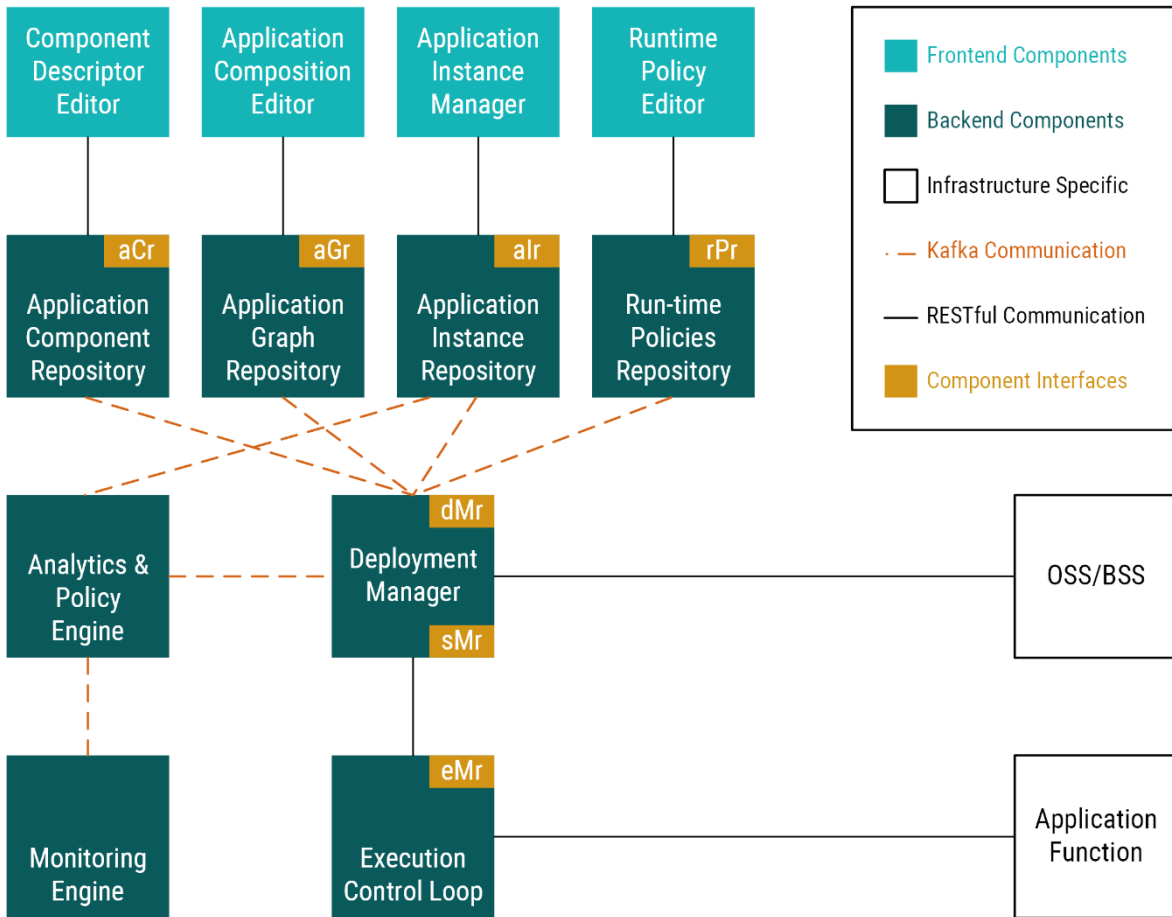 Component
Descriptor
Editor
Application
Composition
Editor
Application
Instance
Manager
Runtime
Policy
Editor
Frontend Components
Backend Components
Infrastructure Specific
Kafka Communication
RESTful Communication
Component Interfaces
aCr
Application
Component
Repository
aGr
Application
Graph
Repository
aIr
Application
Instance
Repository
rPr
Run-time
Policies
Repository
Analytics &
Policy
Engine
dMr
Deployment
Manager
sMr
OSS/BSS
Monitoring
Engine
eMr
Execution
Control Loop
Application
Function